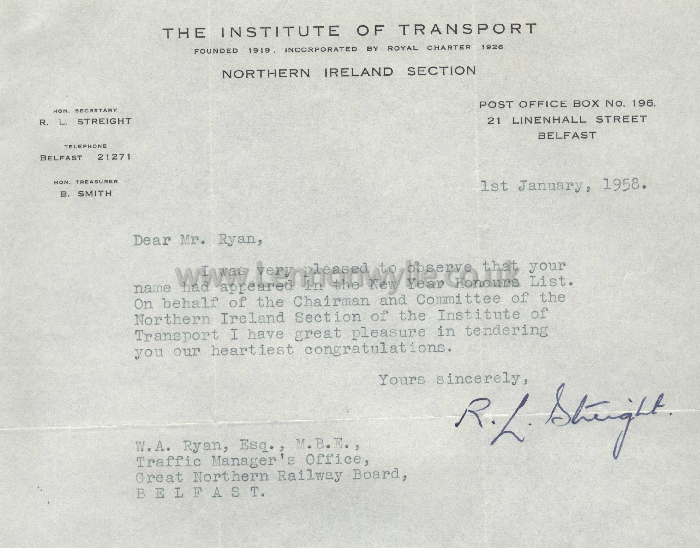 THE INSTITUTE OF TRANSPORT
FOUNDED 1919. INCORPORATED BY ROYAL CHARTER 1926
NORTHERN IRELAND SECTION
HON. SECRETARY
R. L. STREIGHT
TELEPHONE
BELFAST 21271
HON. TREASURER
B. SMITH
POST OFFICE BOX No. 196,
21 LINENHALL STREET
BELFAST
1st January, 1958.
Dear Mr. Ryan,
I was very pleased to observe that your
name had appeared in the New Year Honours List.
On behalf of the Chairman and Committee of the
Northern Ireland Section of the Institute of
Transport I have great pleasure in tendering
you our heartiest congratulations.
www.lennonwylie.co.uk
Yours sincerely,
R. L. Streight.
W.A. Ryan, Esq., M.B.E.,
Traffic Manager's Office,
Great Northern Railway Board,
B E L F A S T.